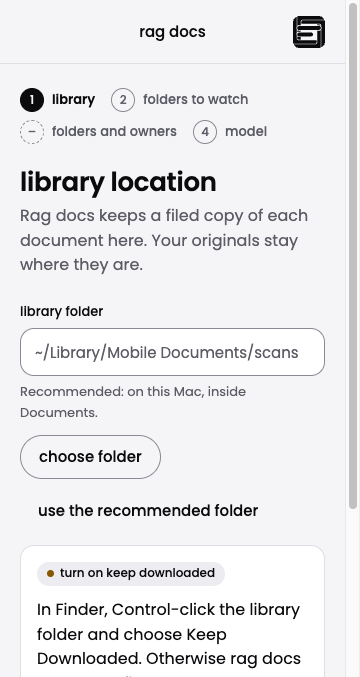 rag docs
1 library 2 folders to watch
– folders and owners 4 model
library location
Rag docs keeps a filed copy of each
document here. Your originals stay
where they are.
library folder
~/Library/Mobile Documents/scans
Recommended: on this Mac, inside
Documents.
choose folder
use the recommended folder
turn on keep downloaded
In Finder, Control-click the library
folder and choose Keep
Downloaded. Otherwise rag docs